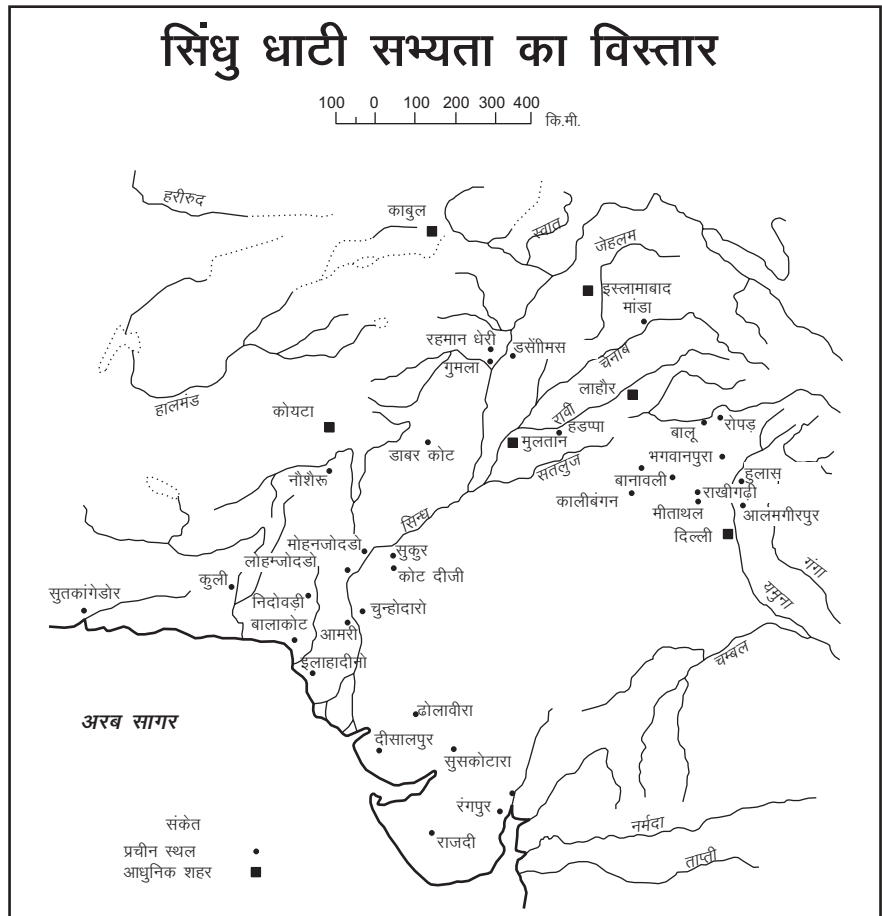 सिंधु धाटी सभ्यता का विस्तार
100 0 100 200 300 400
कि.मी.
हरीरुद
काबुल
स्वात
जेहलम
इस्लामाबाद
मांडा
रहमान धेरी
डसेाीमस
गुमला
चेनाब
हालमंड
लाहौर
कोयटा
रावी
हडप्पा
मुलतान
बालू
रोपड़
डाबर कोट
सतलुज
भगवानपुरा
नौशैरू
बानावली
हुलास
कालीबंगन
राखीगढ़ी
मीताथल
आलमगीरपुर
सिन्ध
दिल्ली
मोहनजोदडो
सुकुर
लोहम्जोदडो
कोट दीजी
गंगा
कुली
सुतकांगेडोर
निदोवड़ी
चुन्होदारो
यमुना
बालाकोट
आमरी
चम्बल
इलाहादीनो
ढोलावीरा
अरब सागर
दीसालपुर
सुसकोटारा
रंगपुर
संकेत
नर्मदा
राजदी
प्रचीन स्थल
ताप्ती
आधुनिक शहर